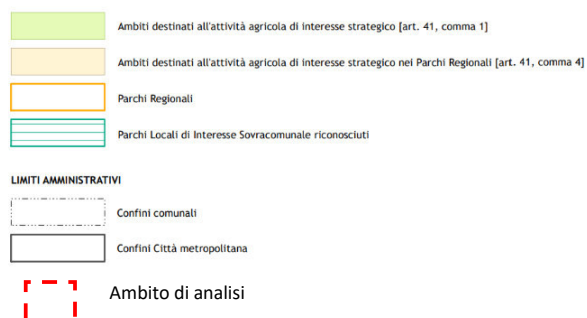 Ambiti destinati all'attività agricola di interesse strategico [art. 41, comma 1]
Ambiti destinati all'attività agricola di interesse strategico nei Parchi Regionali [art. 41, comma 4]
Parchi Regionali
Parchi Locali di Interesse Sovracomunale riconosciuti
LIMITI AMMINISTRATIVI
Confini comunali
Confini Città metropolitana
Ambito di analisi